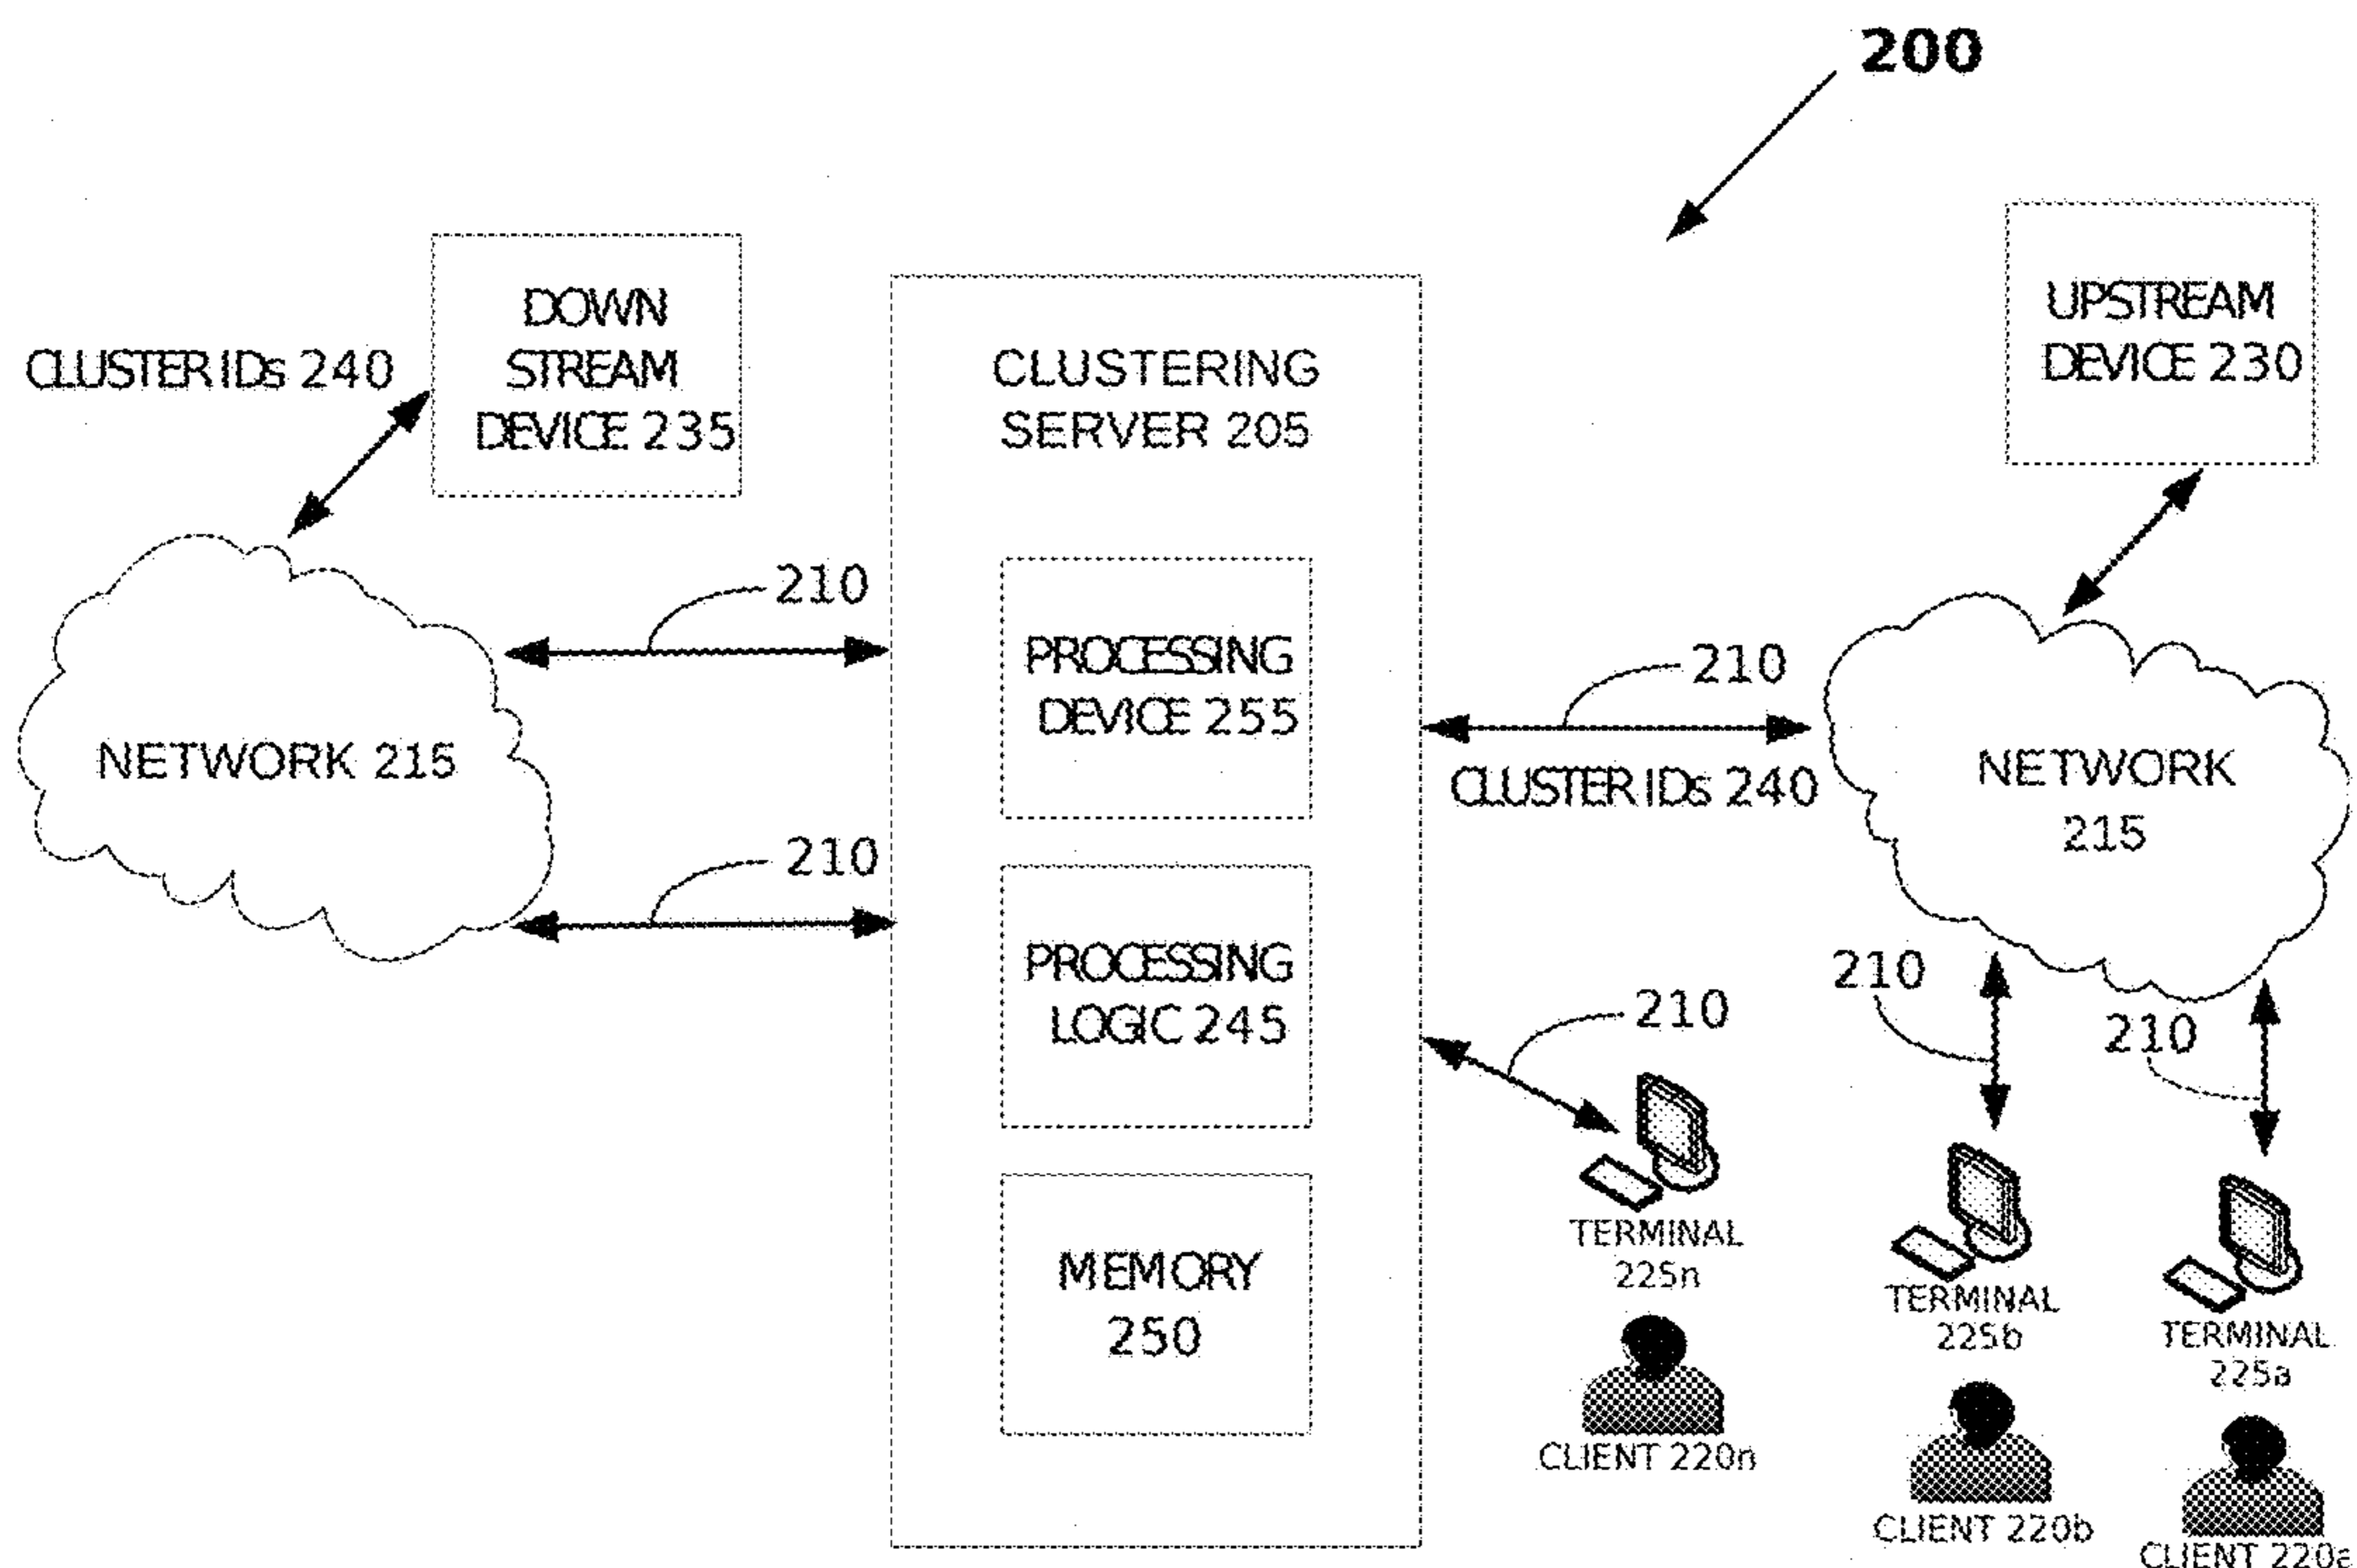 200
DOWN
STREAM
DEVICE 235
CLUSTER IDs 240
CLUSTERING
SERVER 205
UPSTREAM
DEVICE 230
210
NETWORK 215
210
PROCESSING
DEVICE 255
210
CLUSTER IDs 240
NETWORK
215
PROCESSING
LOGIC 245
210
210
210
MEMORY
250
TERMINAL
225n
TERMINAL
225b
TERMINAL
225a
CLIENT 220n
CLIENT 220b
CLIENT 220a